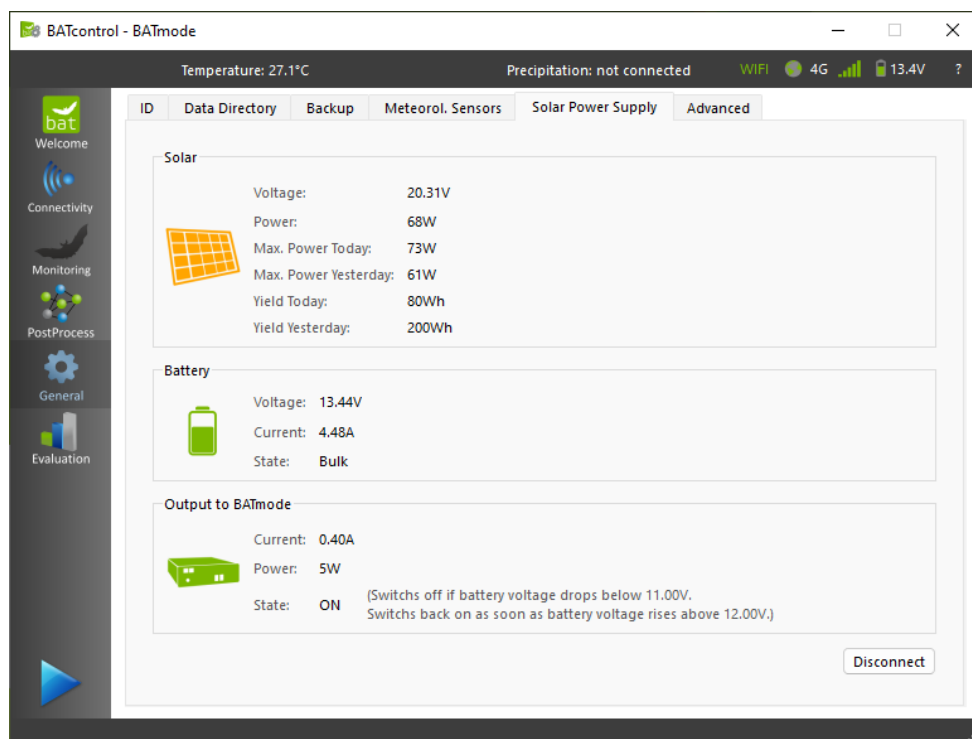 BATcontrol - BATmode
Temperature: 27.1°C Precipitation: not connected WIFI 4G 13.4V ?
ID Data Directory Backup Meteorol. Sensors Solar Power Supply Advanced
bat
Welcome
Connectivity
Monitoring
PostProcess
General
Evaluation
Solar
Voltage: 20.31V
Power: 68W
Max. Power Today: 73W
Max. Power Yesterday: 61W
Yield Today: 80Wh
Yield Yesterday: 200Wh
Battery
Voltage: 13.44V
Current: 4.48A
State: Bulk
Output to BATmode
Current: 0.40A
Power: 5W
State: ON (Switchs off if battery voltage drops below 11.00V.
Switchs back on as soon as battery voltage rises above 12.00V.)
Disconnect